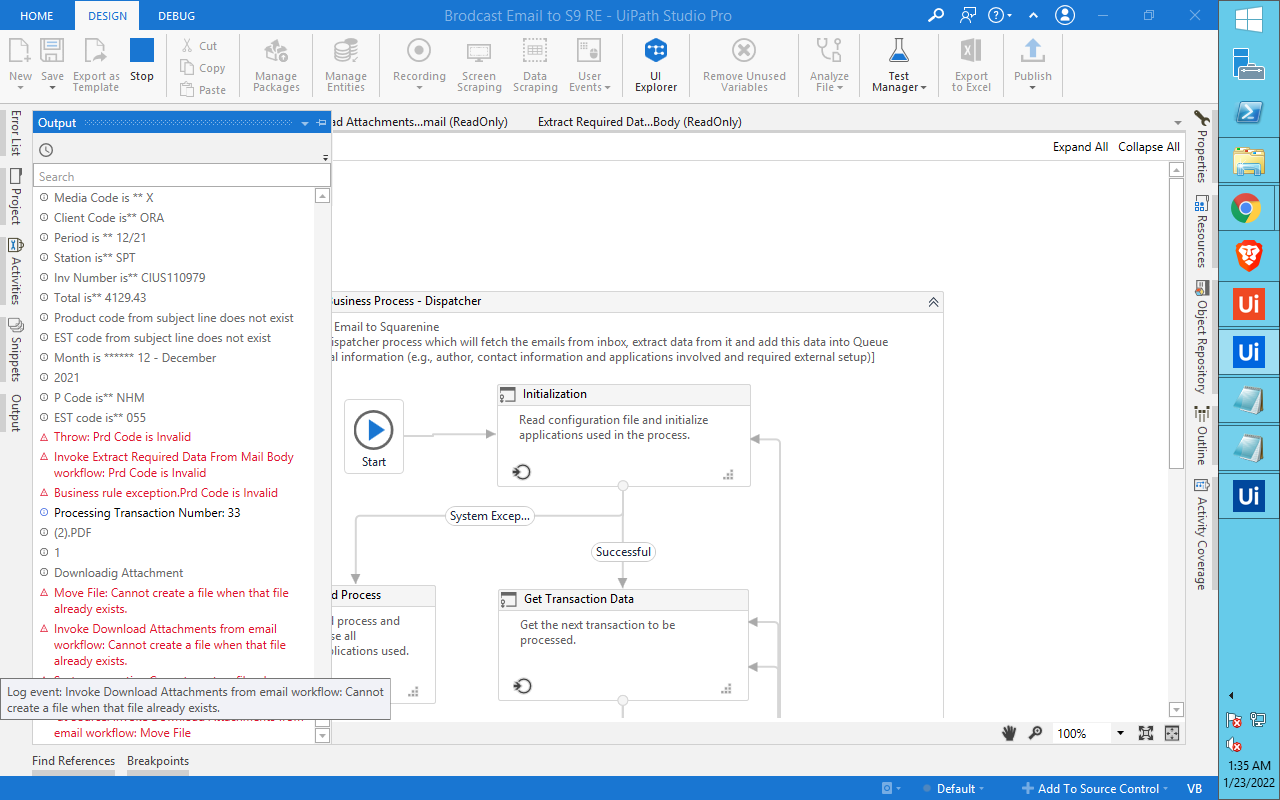 HOME DESIGN DEBUG Brodcast Email to S9 RE - UiPath Studio Pro
New Save Export as Template Stop
Cut
Copy
Paste
Manage Packages
Manage Entities
Recording
Screen Scraping
Data Scraping
User Events
UI Explorer
Remove Unused Variables
Analyze File
Test Manager
Export to Excel
Publish
Error List
Project
Activities
Snippets
Output
Output
Search
Media Code is ** X
Client Code is** ORA
Period is ** 12/21
Station is** SPT
Inv Number is** CIUS110979
Total is** 4129.43
Product code from subject line does not exist
EST code from subject line does not exist
Month is ****** 12 - December
2021
P Code is** NHM
EST code is** 055
Throw: Prd Code is Invalid
Invoke Extract Required Data From Mail Body
workflow: Prd Code is Invalid
Business rule exception.Prd Code is Invalid
Processing Transaction Number: 33
(2).PDF
1
Downloadig Attachment
Move File: Cannot create a file when that file
already exists.
Invoke Download Attachments from email
workflow: Cannot create a file when that file
already exists.
Log event: Invoke Download Attachments from email workflow: Cannot
create a file when that file already exists.
email workflow: Move File
Find References Breakpoints
ad Attachments...mail (ReadOnly) Extract Required Dat...Body (ReadOnly)
Expand All Collapse All
Business Process - Dispatcher
Email to Squarenine
ispatcher process which will fetch the emails from inbox, extract data from it and add this data into Queue
al information (e.g., author, contact information and applications involved and required external setup)]
Start
Initialization
Read configuration file and initialize
applications used in the process.
System Excep...
Successful
d Process
l process and
se all
plications used.
Get Transaction Data
Get the next transaction to be
processed.
100%
Properties
Resources
Object Repository
Outline
Activity Coverage
Default Add To Source Control VB
Ui
Ui
Ui
1:35 AM
1/23/2022